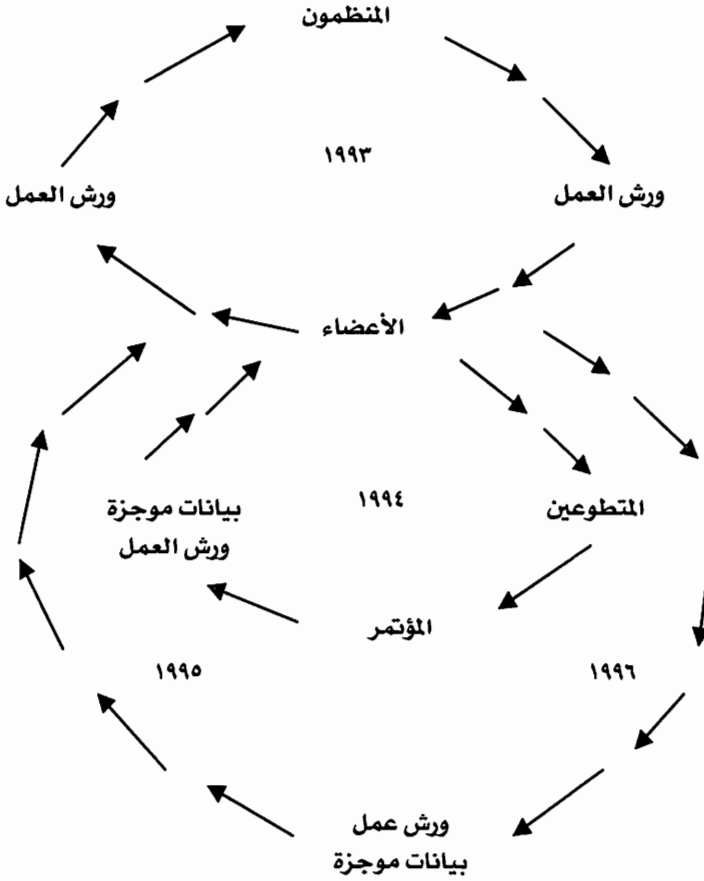 المنظمون
١٩٩٣
ورش العمل
ورش العمل
الأعضاء
المتطوعين
١٩٩٤
بيانات موجزة
ورش العمل
المؤتمر
١٩٩٦
١٩٩٥
ورش عمل
بيانات موجزة